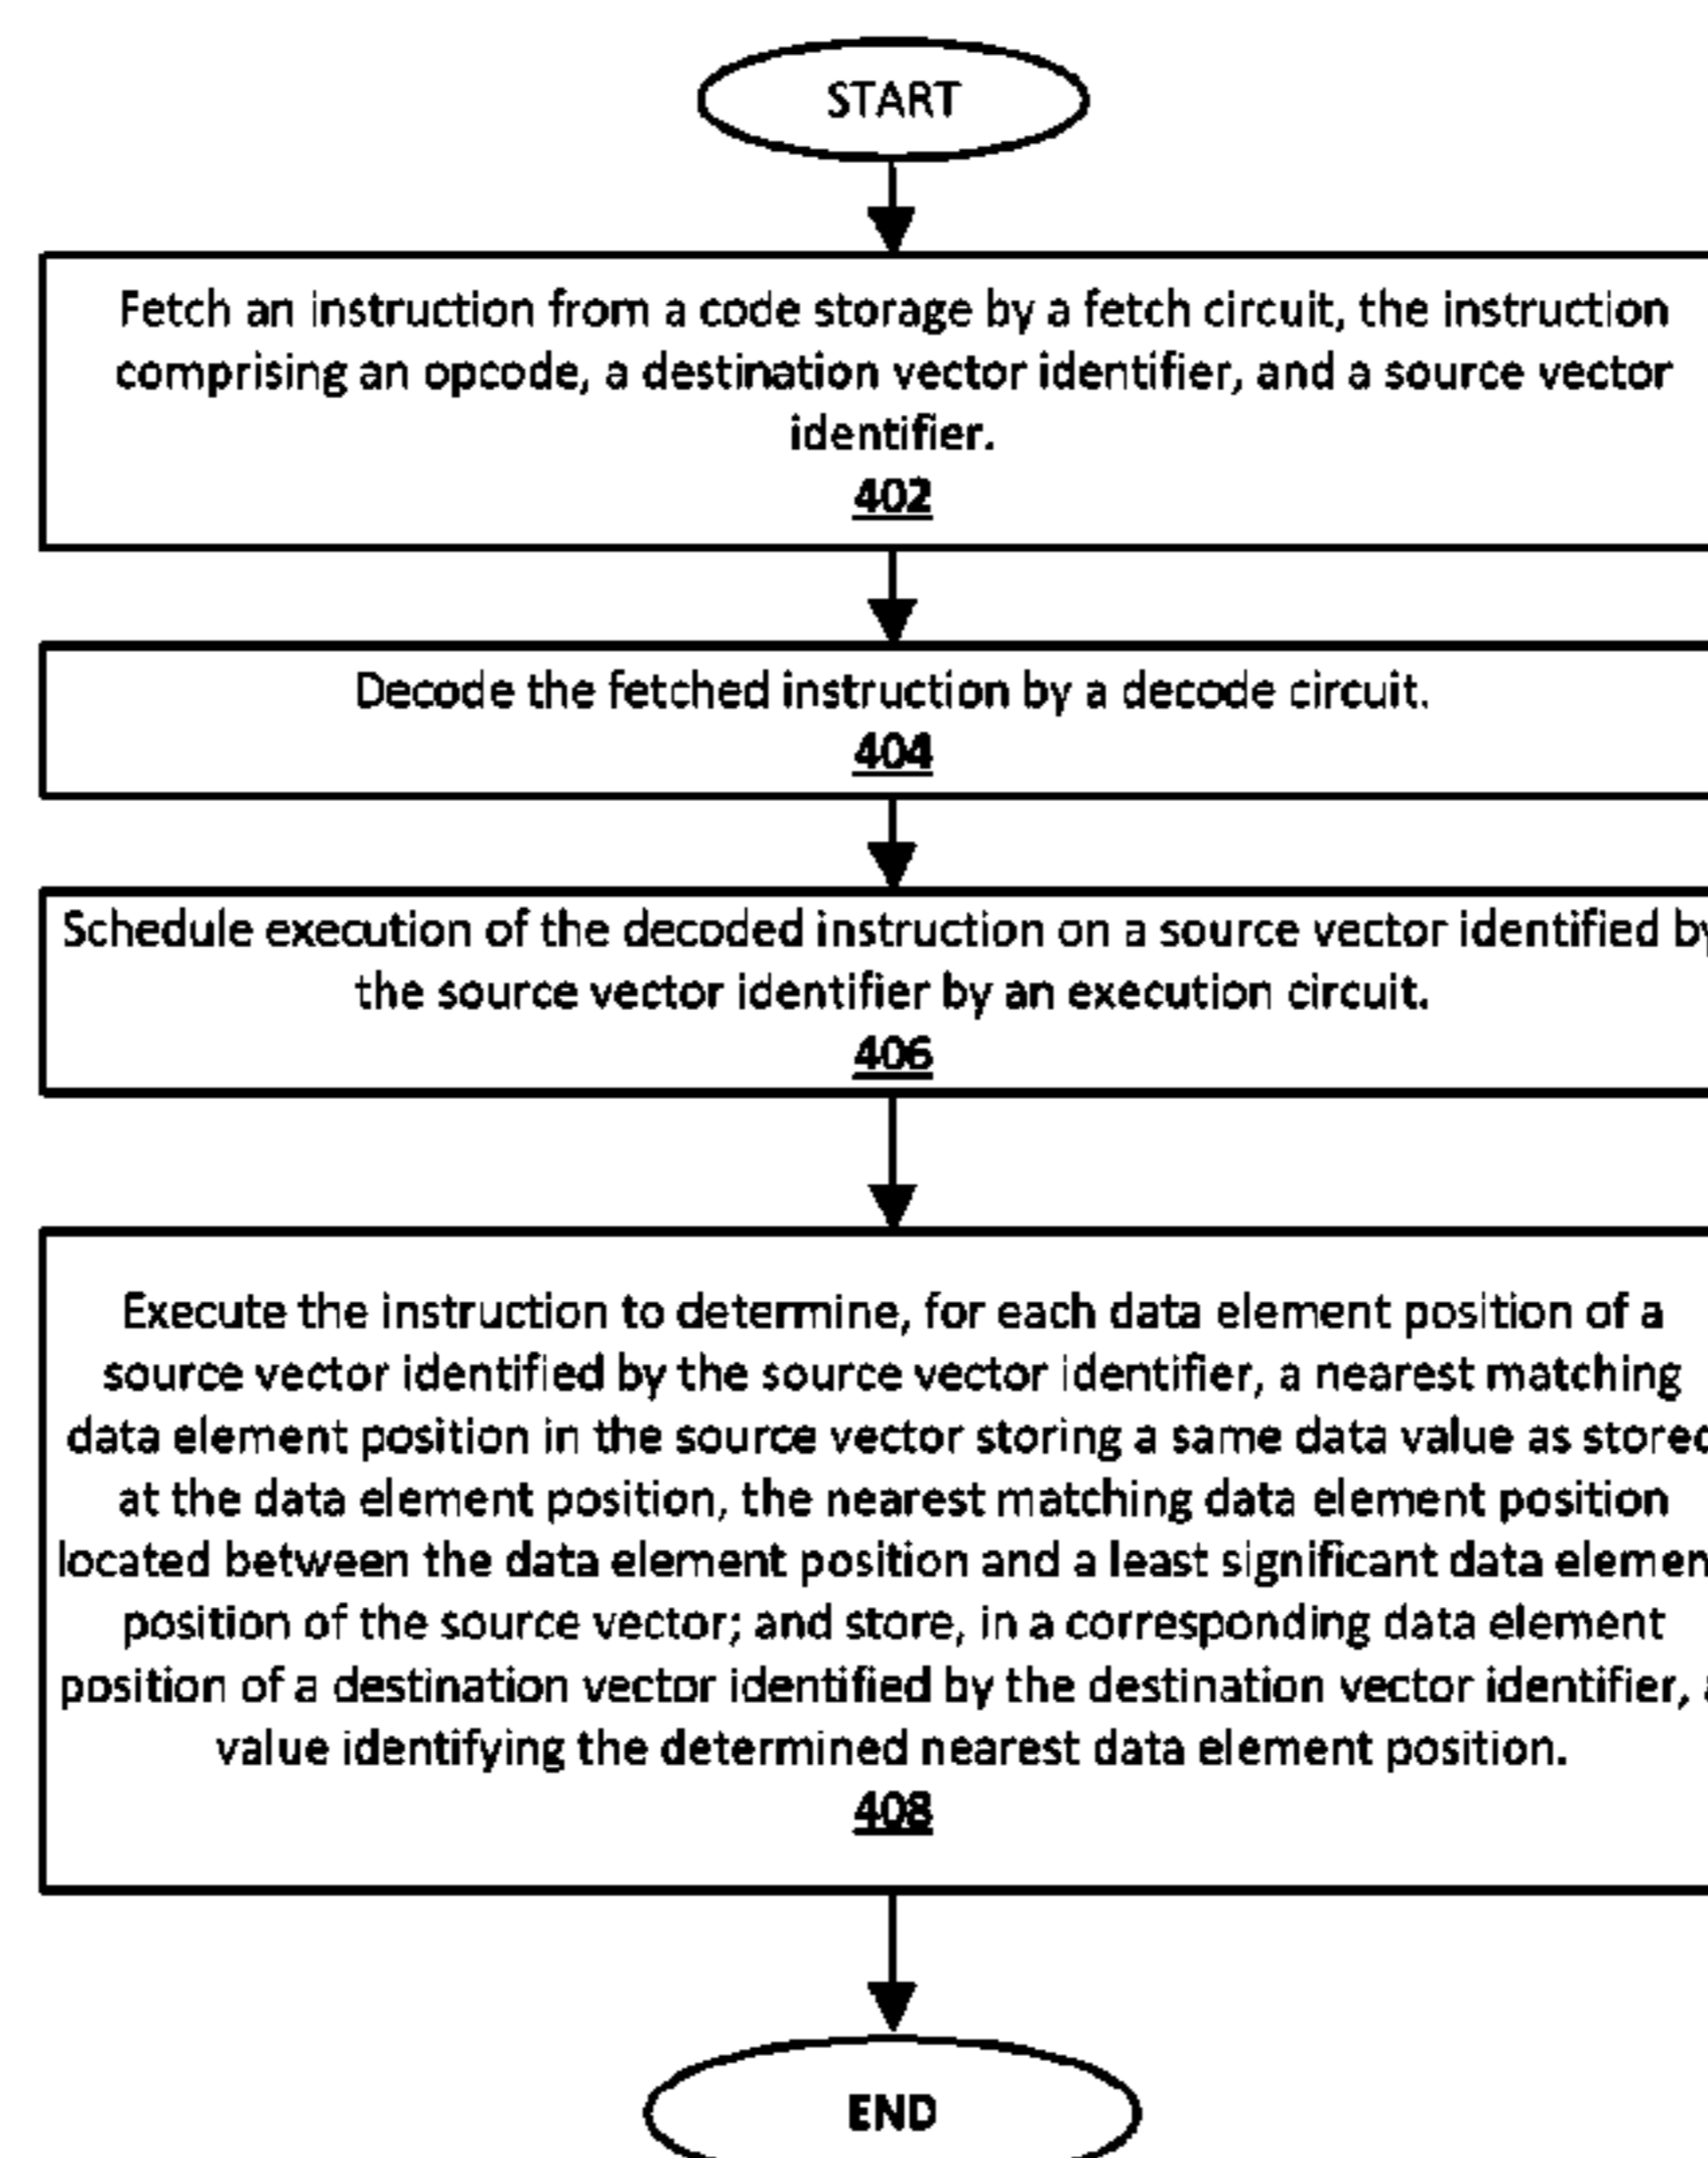 START
Fetch an instruction from a code storage by a fetch circuit, the instruction
comprising an opcode, a destination vector identifier, and a source vector
identifier.
402
Decode the fetched instruction by a decode circuit.
404
Schedule execution of the decoded instruction on a source vector identified by
the source vector identifier by an execution circuit.
406
Execute the instruction to determine, for each data element position of a
source vector identified by the source vector identifier, a nearest matching
data element position in the source vector storing a same data value as stored
at the data element position, the nearest matching data element position
located between the data element position and a least significant data elemen
position of the source vector; and store, in a corresponding data element
position of a destination vector identified by the destination vector identifier,
value identifying the determined nearest data element position.
408
END